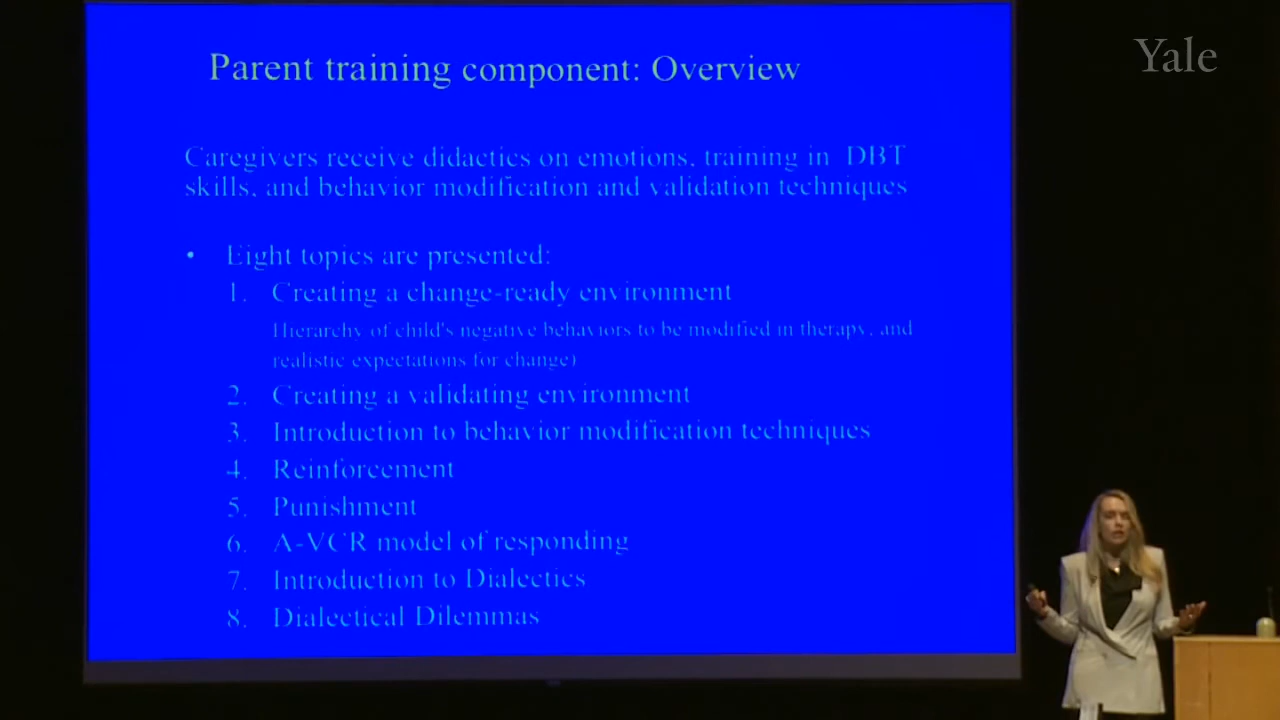 Yale
Parent training component: Overview
Caregivers receive didactics on emotions, training in DBT
skills, and behavior modification and validation techniques
• Eight topics are presented:
1. Creating a change-ready environment
Hierarchy of child's negative behaviors to be modified in therapy, and
realistic expectations for change)
2. Creating a validating environment
3. Introduction to behavior modification techniques
4. Reinforcement
5. Punishment
6. A-VCR model of responding
7. Introduction to Dialectics
8. Dialectical Dilemmas